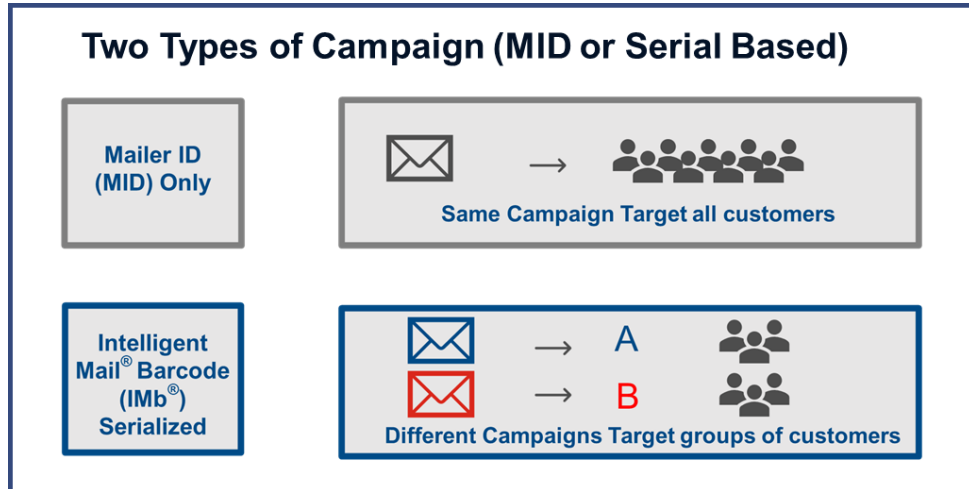 Two Types of Campaign (MID or Serial Based)
Mailer ID
(MID) Only
Same Campaign Target all customers
Intelligent
Mail® Barcode
(IMb®)
Serialized
A
B
Different Campaigns Target groups of customers